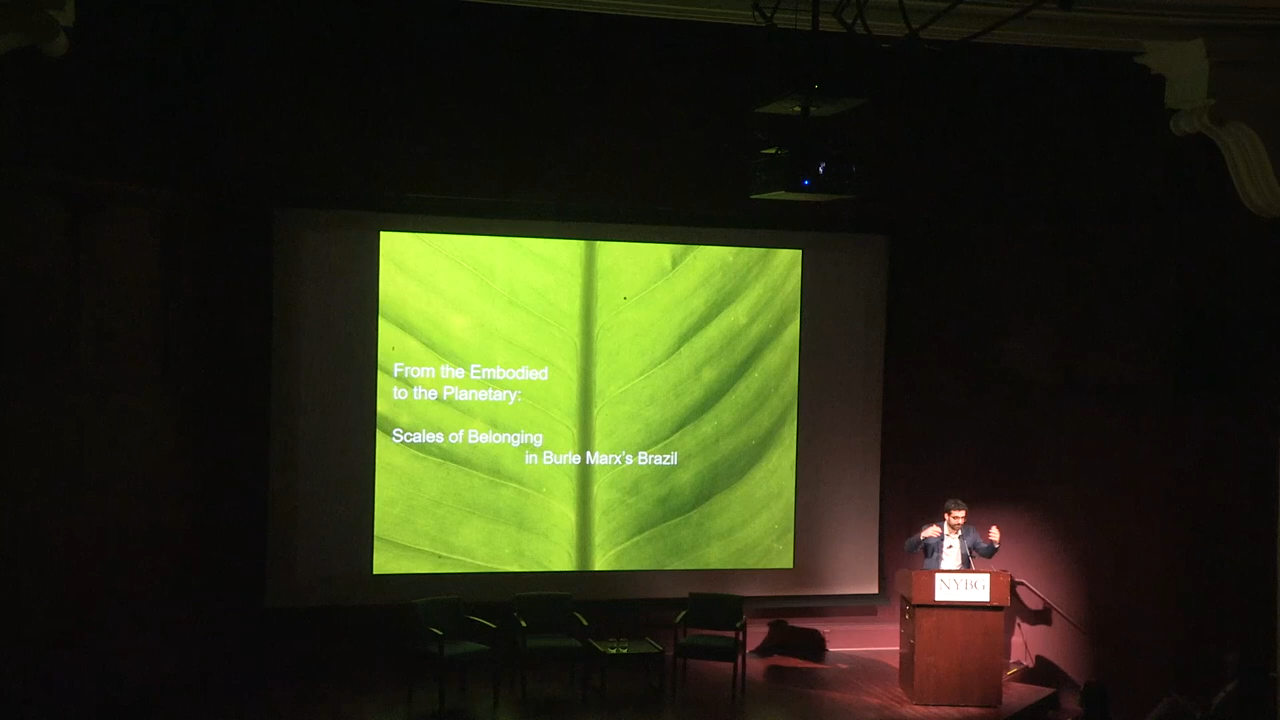 From the Embodied
to the Planetary:
Scales of Belonging
in Burle Marx's Brazil
NYBG